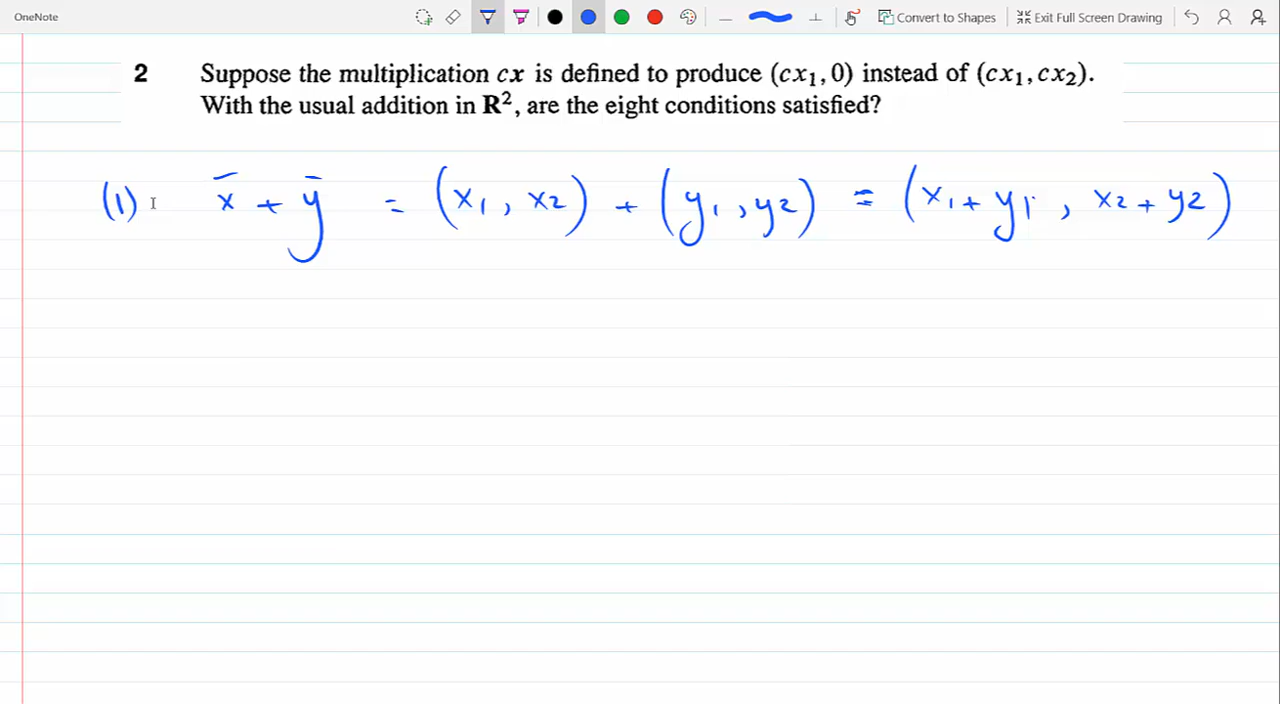 OneNote
Convert to Shapes
Exit Full Screen Drawing
2 Suppose the multiplication cx is defined to produce (cx₁, 0) instead of (cx₁, cx₂).
With the usual addition in R², are the eight conditions satisfied?
(1) x̄ + ȳ = (x₁, x₂) + (y₁, y₂) = (x₁ + y₁, x₂ + y₂)